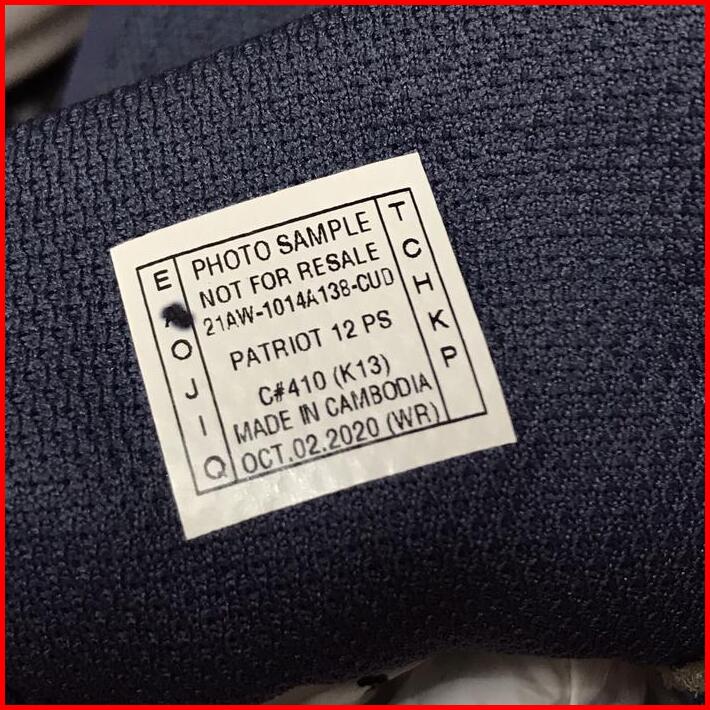 PHOTO SAMPLE
NOT FOR RESALE
21AW-1014A138-CUD
PATRIOT 12 PS
C#410 (K13)
MADE IN CAMBODIA
OCT.02.2020 (WR)
E
O
J
I
Q
T
C
H
K
P